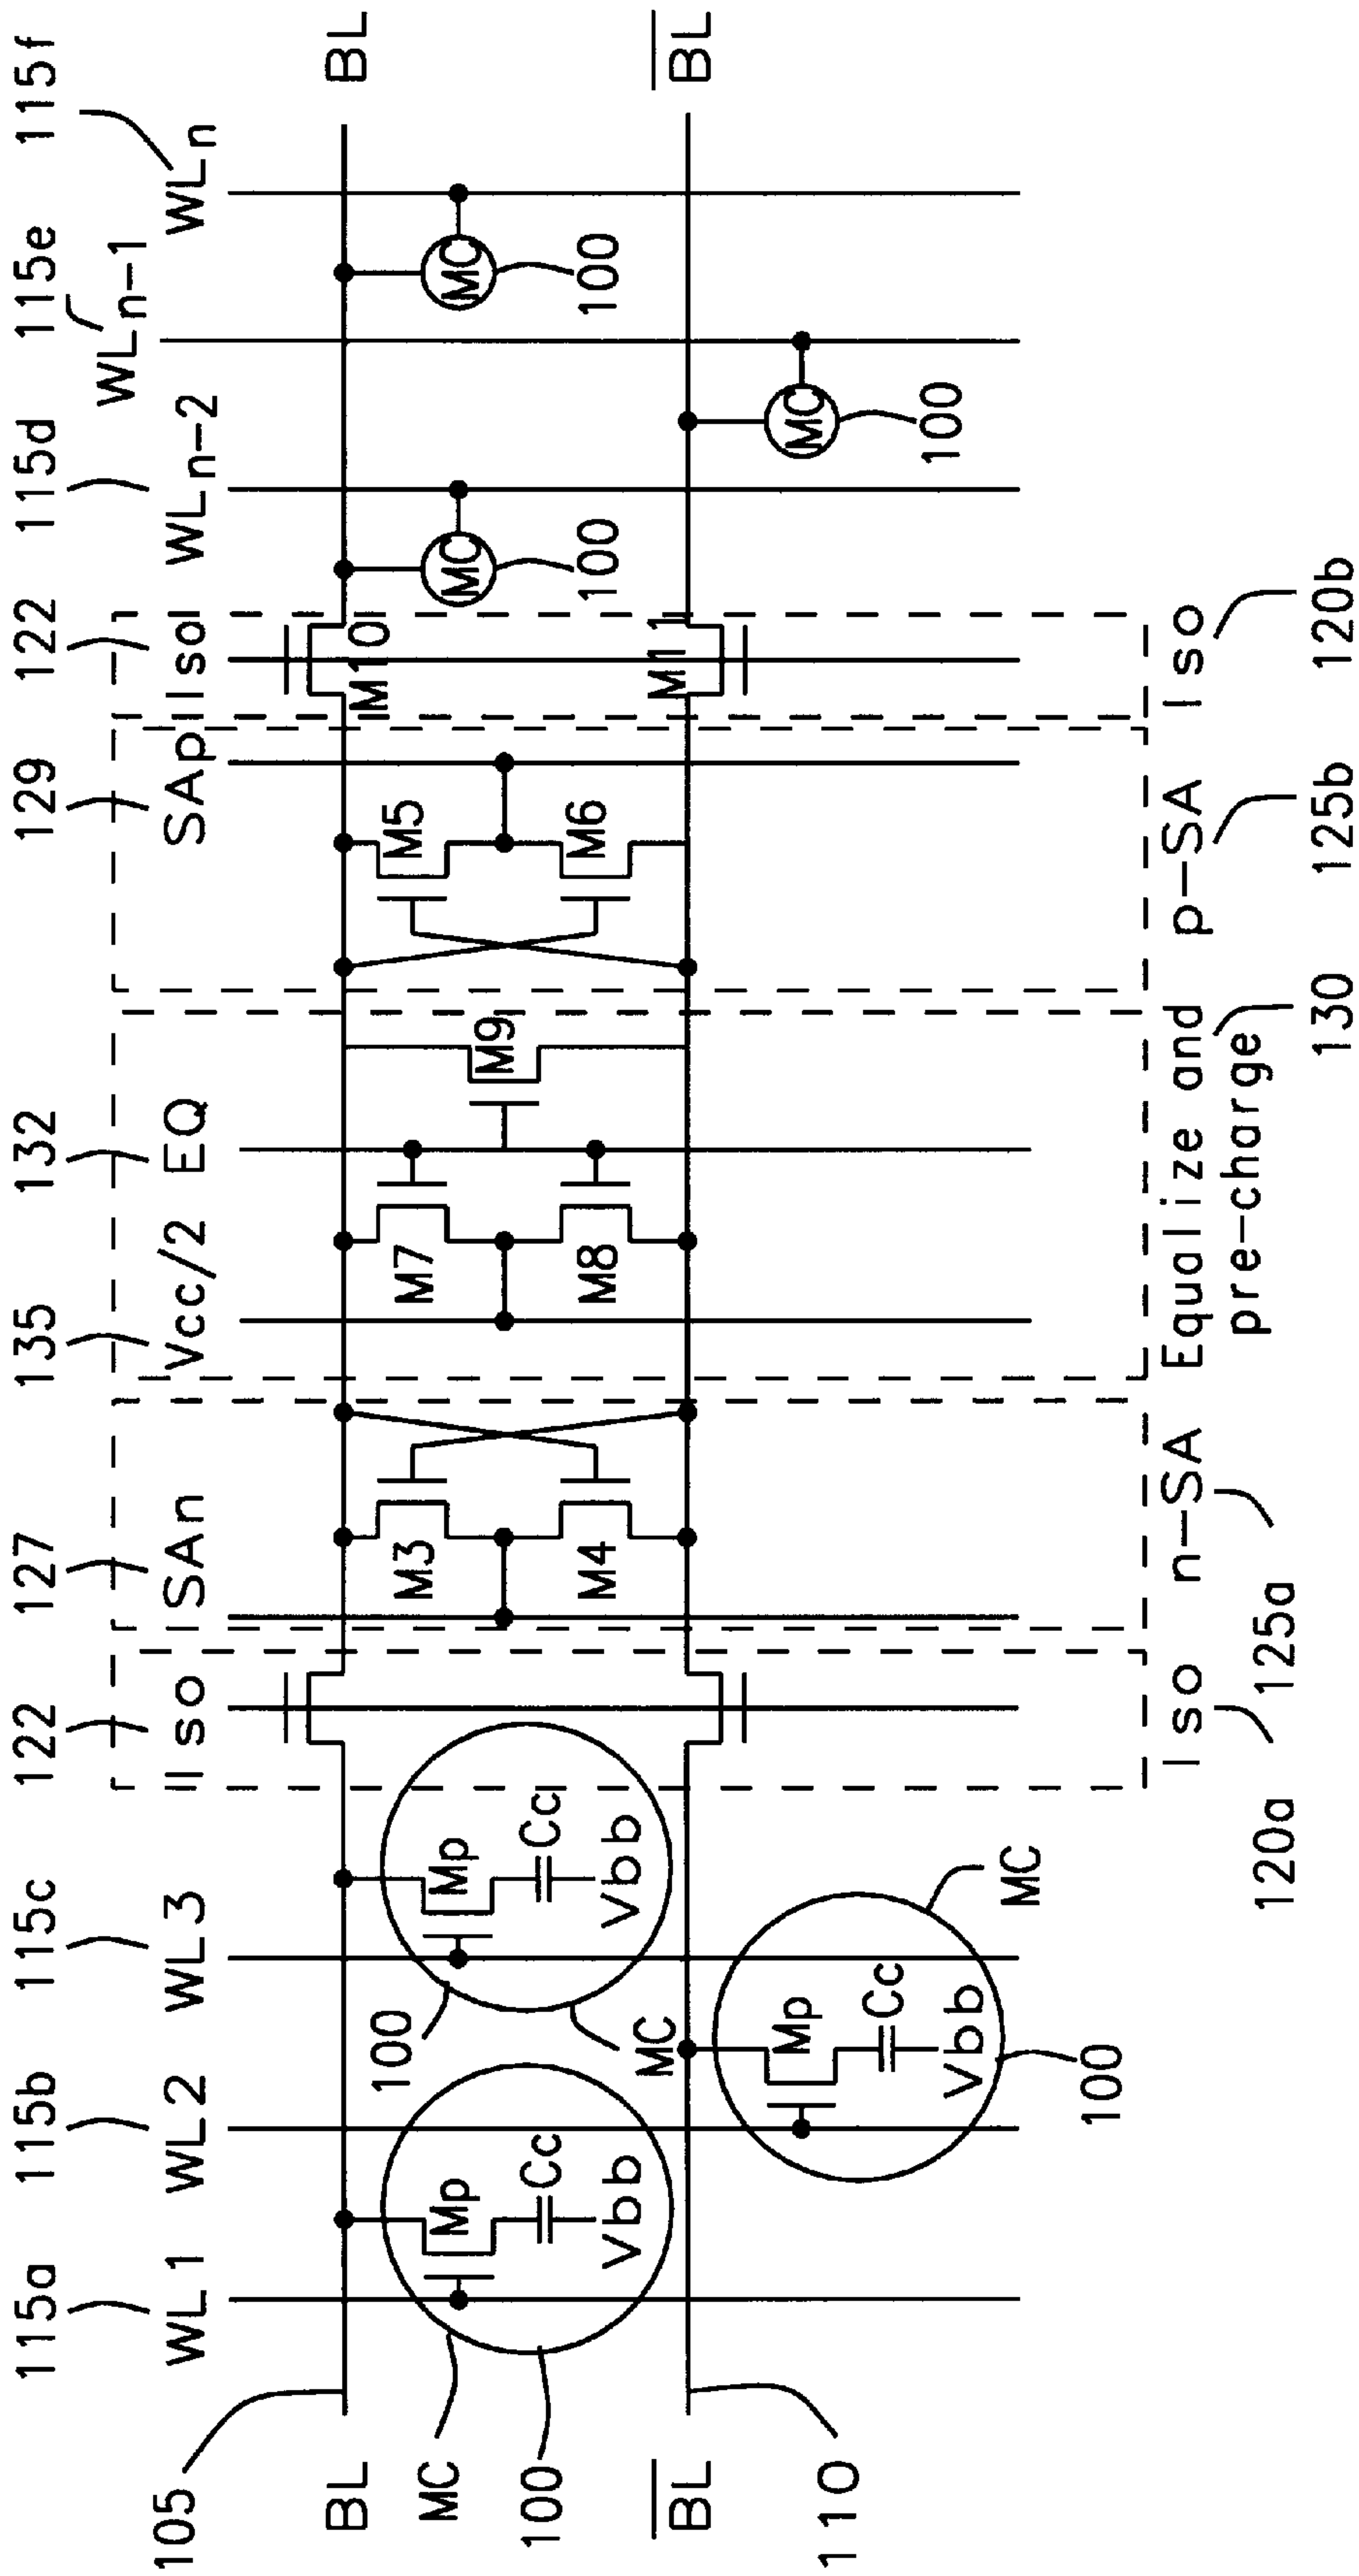 115a 115b 115c 122 127 135 132 129 122 115d 115e 115f
WL1 WL2 WL3 Iso SAn Vcc/2 EQ SAp Iso WLn-2 WLn-1 WLn
105
BL BL
M10
Mp Mp M3 M7 M9 M5 MC MC
MC
100 Cc Cc
100 100 100
100 Vbb Vbb M4 M8 M6
MC
BL BL
M11
Mp MC
110 Cc
100
Vbb
MC
100
Iso n-SA Equalize and p-SA Iso
pre-charge
120a 125a 130 125b 120b